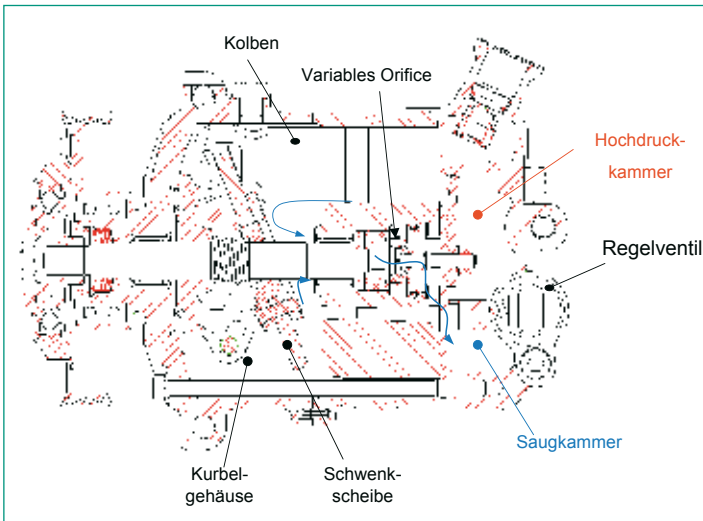 Kolben
Variables Orifice
Hochdruck-
kammer
Regelventil
Saugkammer
Kurbel-
gehäuse
Schwenk-
scheibe